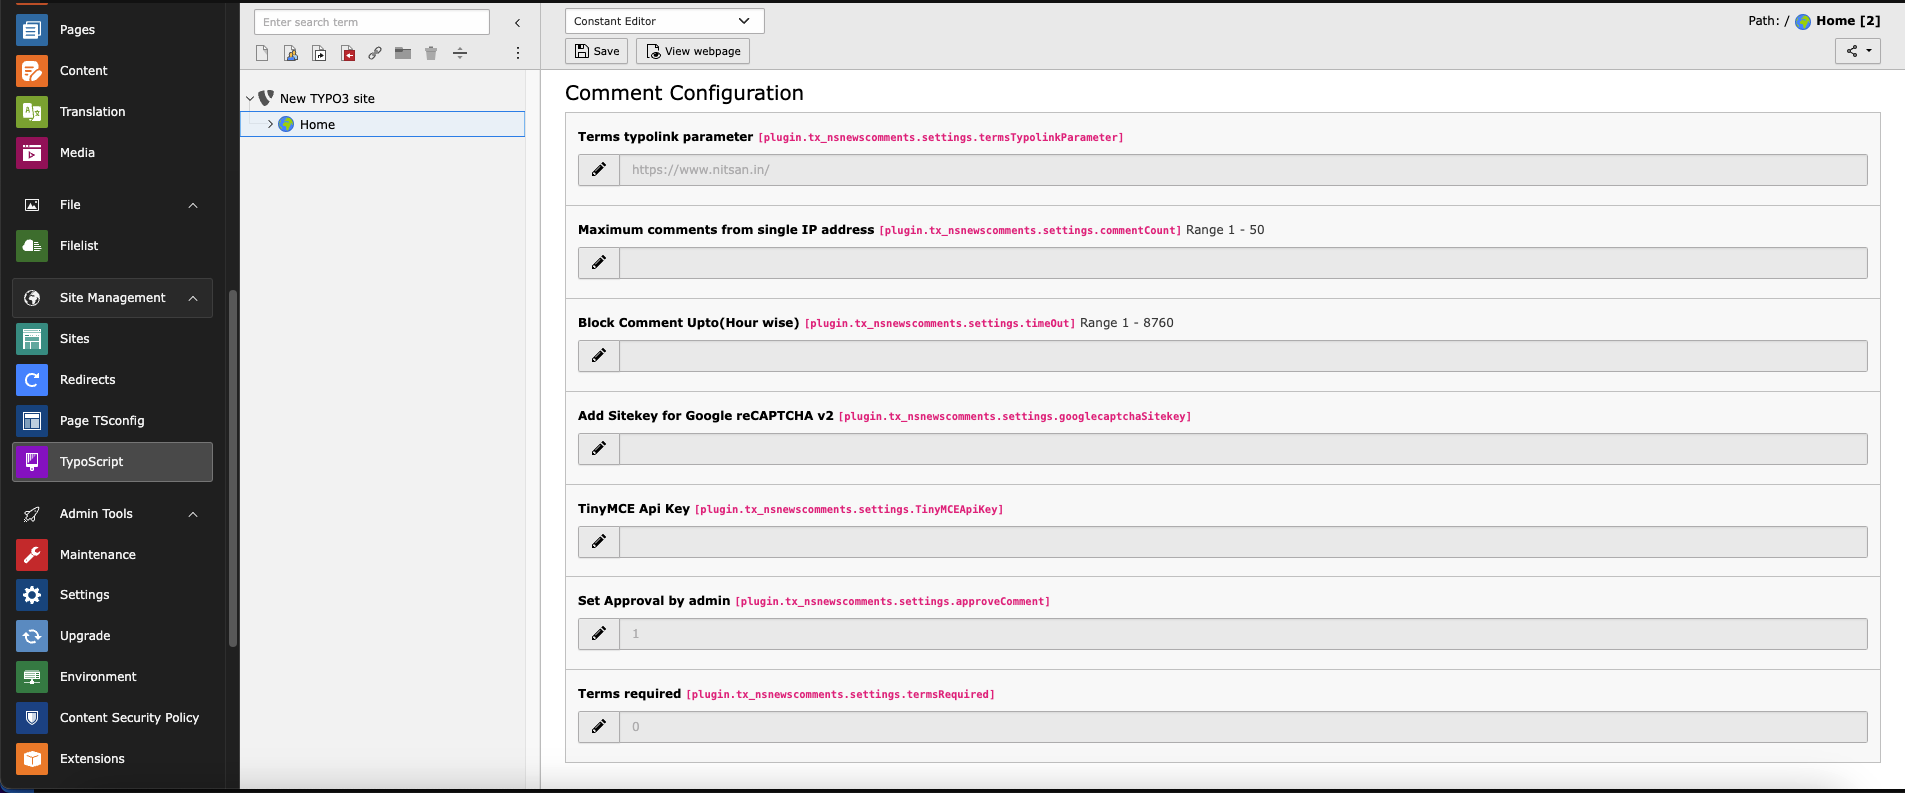 Pages
Content
Translation
Media
File
Filelist
Site Management
Sites
Redirects
Page TSconfig
TypoScript
Admin Tools
Maintenance
Settings
Upgrade
Environment
Content Security Policy
Extensions
Enter search term
New TYPO3 site
Home
Constant Editor
Path: / Home [2]
Save
View webpage
Comment Configuration
Terms typolink parameter [plugin.tx_nsnewscomments.settings.termsTypolinkParameter]
https://www.nitsan.in/
Maximum comments from single IP address [plugin.tx_nsnewscomments.settings.commentCount] Range 1 - 50
Block Comment Upto(Hour wise) [plugin.tx_nsnewscomments.settings.timeOut] Range 1 - 8760
Add Sitekey for Google reCAPTCHA v2 [plugin.tx_nsnewscomments.settings.googlecaptchaSitekey]
TinyMCE Api Key [plugin.tx_nsnewscomments.settings.TinyMCEApiKey]
Set Approval by admin [plugin.tx_nsnewscomments.settings.approveComment]
1
Terms required [plugin.tx_nsnewscomments.settings.termsRequired]
0